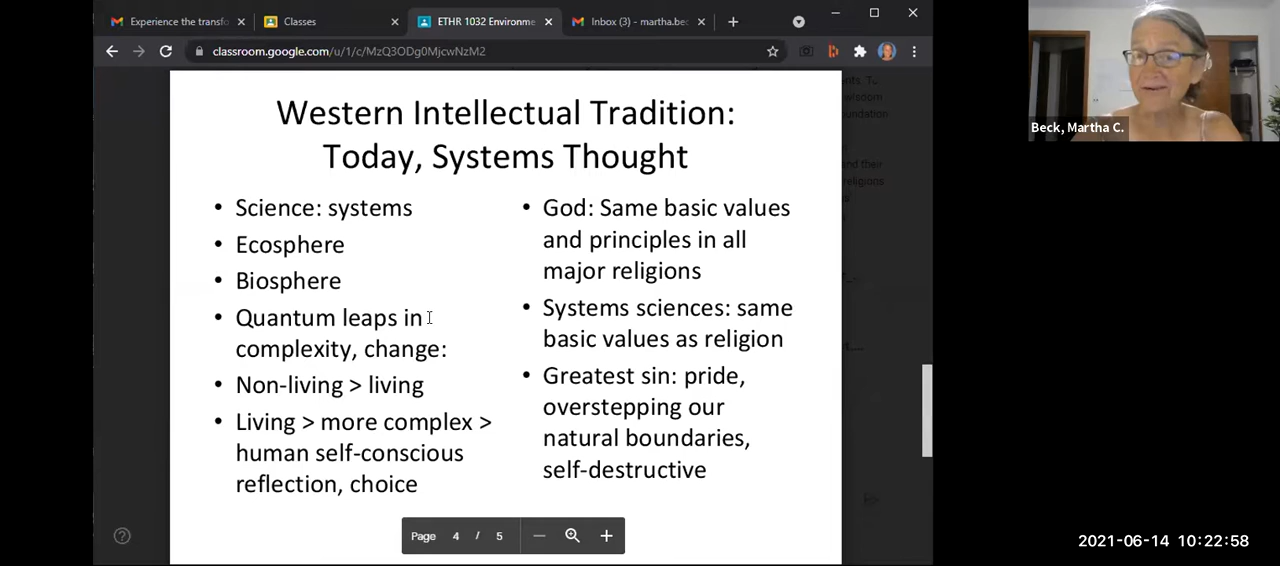 Experience the transfo
Classes
ETHR 1032 Environme
Inbox (3) - martha.bec
classroom.google.com/u/1/c/MzQ3ODg0MjcwNzM2
Beck, Martha C.
Western Intellectual Tradition:
Today, Systems Thought
• Science: systems
• Ecosphere
• Biosphere
• Quantum leaps in
complexity, change:
• Non-living > living
• Living > more complex >
human self-conscious
reflection, choice
• God: Same basic values
and principles in all
major religions
• Systems sciences: same
basic values as religion
• Greatest sin: pride,
overstepping our
natural boundaries,
self-destructive
Page 4 / 5
2021-06-14 10:22:58